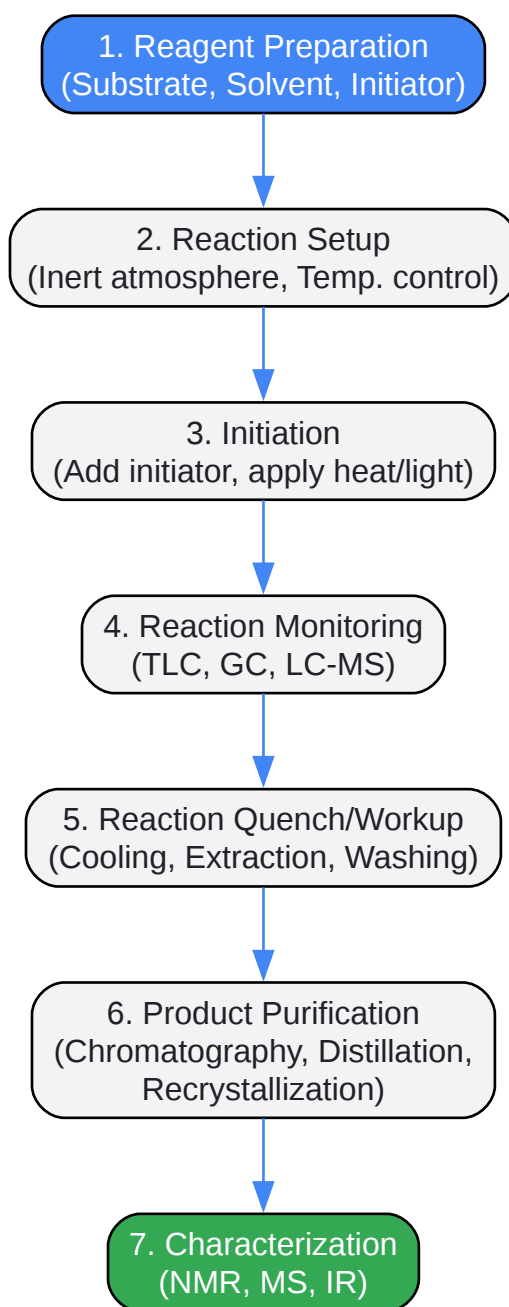 1. Reagent Preparation
(Substrate, Solvent, Initiator)
2. Reaction Setup
(Inert atmosphere, Temp. control)
3. Initiation
(Add initiator, apply heat/light)
4. Reaction Monitoring
(TLC, GC, LC-MS)
5. Reaction Quench/Workup
(Cooling, Extraction, Washing)
6. Product Purification
(Chromatography, Distillation,
Recrystallization)
7. Characterization
(NMR, MS, IR)